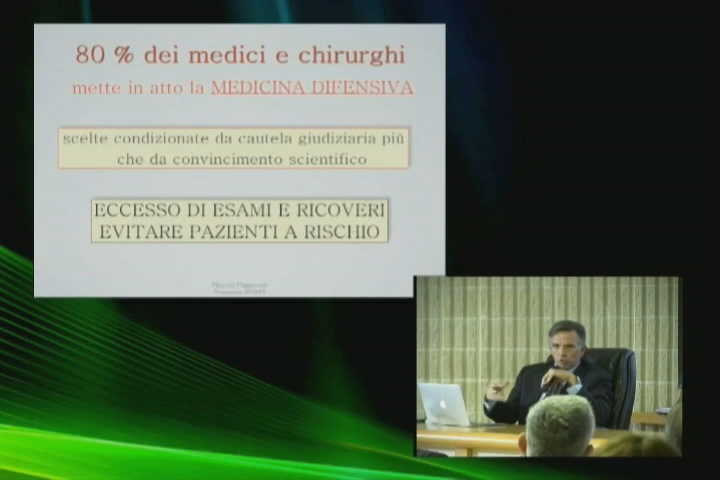 80 % dei medici e chirurghi
mette in atto la MEDICINA DIFENSIVA
scelte condizionate da cautela giudiziaria più
che da convincimento scientifico
ECCESSO DI ESAMI E RICOVERI
EVITARE PAZIENTI A RISCHIO